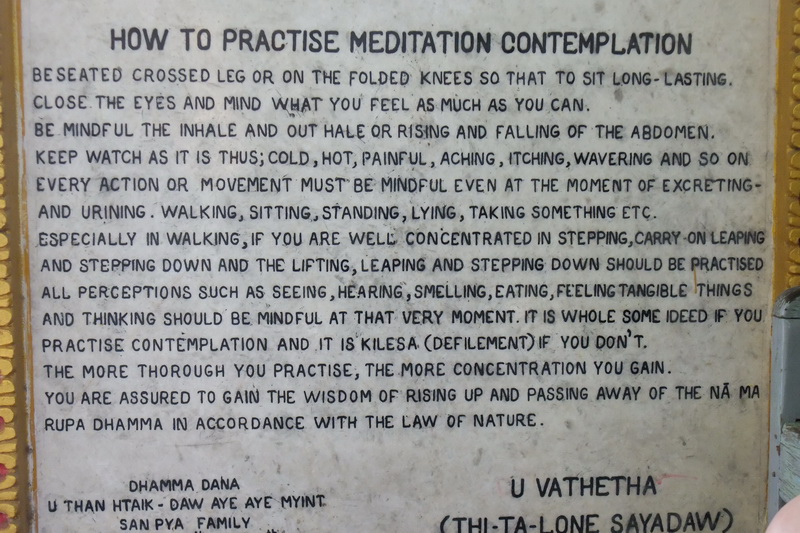 HOW TO PRACTISE MEDITATION CONTEMPLATION
BE SEATED CROSSED LEG OR ON THE FOLDED KNEES SO THAT TO SIT LONG-LASTING.
CLOSE THE EYES AND MIND WHAT YOU FEEL AS MUCH AS YOU CAN.
BE MINDFUL THE INHALE AND OUT HALE OR RISING AND FALLING OF THE ABDOMEN.
KEEP WATCH AS IT IS THUS; COLD, HOT, PAINFUL, ACHING, ITCHING, WAVERING AND SO ON
EVERY ACTION OR MOVEMENT MUST BE MINDFUL EVEN AT THE MOMENT OF EXCRETING-
AND URINING. WALKING, SITTING, STANDING, LYING, TAKING SOMETHING ETC.
ESPECIALLY IN WALKING, IF YOU ARE WELL CONCENTRATED IN STEPPING, CARRY-ON LEAPING
AND STEPPING DOWN AND THE LIFTING, LEAPING AND STEPPING DOWN SHOULD BE PRACTISED
ALL PERCEPTIONS SUCH AS SEEING, HEARING, SMELLING, EATING, FEELING TANGIBLE THINGS
AND THINKING SHOULD BE MINDFUL AT THAT VERY MOMENT. IT IS WHOLE SOME IDEED IF YOU
PRACTISE CONTEMPLATION AND IT IS KILESA (DEFILEMENT) IF YOU DON'T.
THE MORE THOROUGH YOU PRACTISE, THE MORE CONCENTRATION YOU GAIN.
YOU ARE ASSURED TO GAIN THE WISDOM OF RISING UP AND PASSING AWAY OF THE NĀ MA
RUPA DHAMMA IN ACCORDANCE WITH THE LAW OF NATURE.
DHAMMA DANA
U THAN HTAIK - DAW AYE AYE MYINT
SAN PYA FAMILY
U VATHETHA
(THI-TA-LONE SAYADAW)